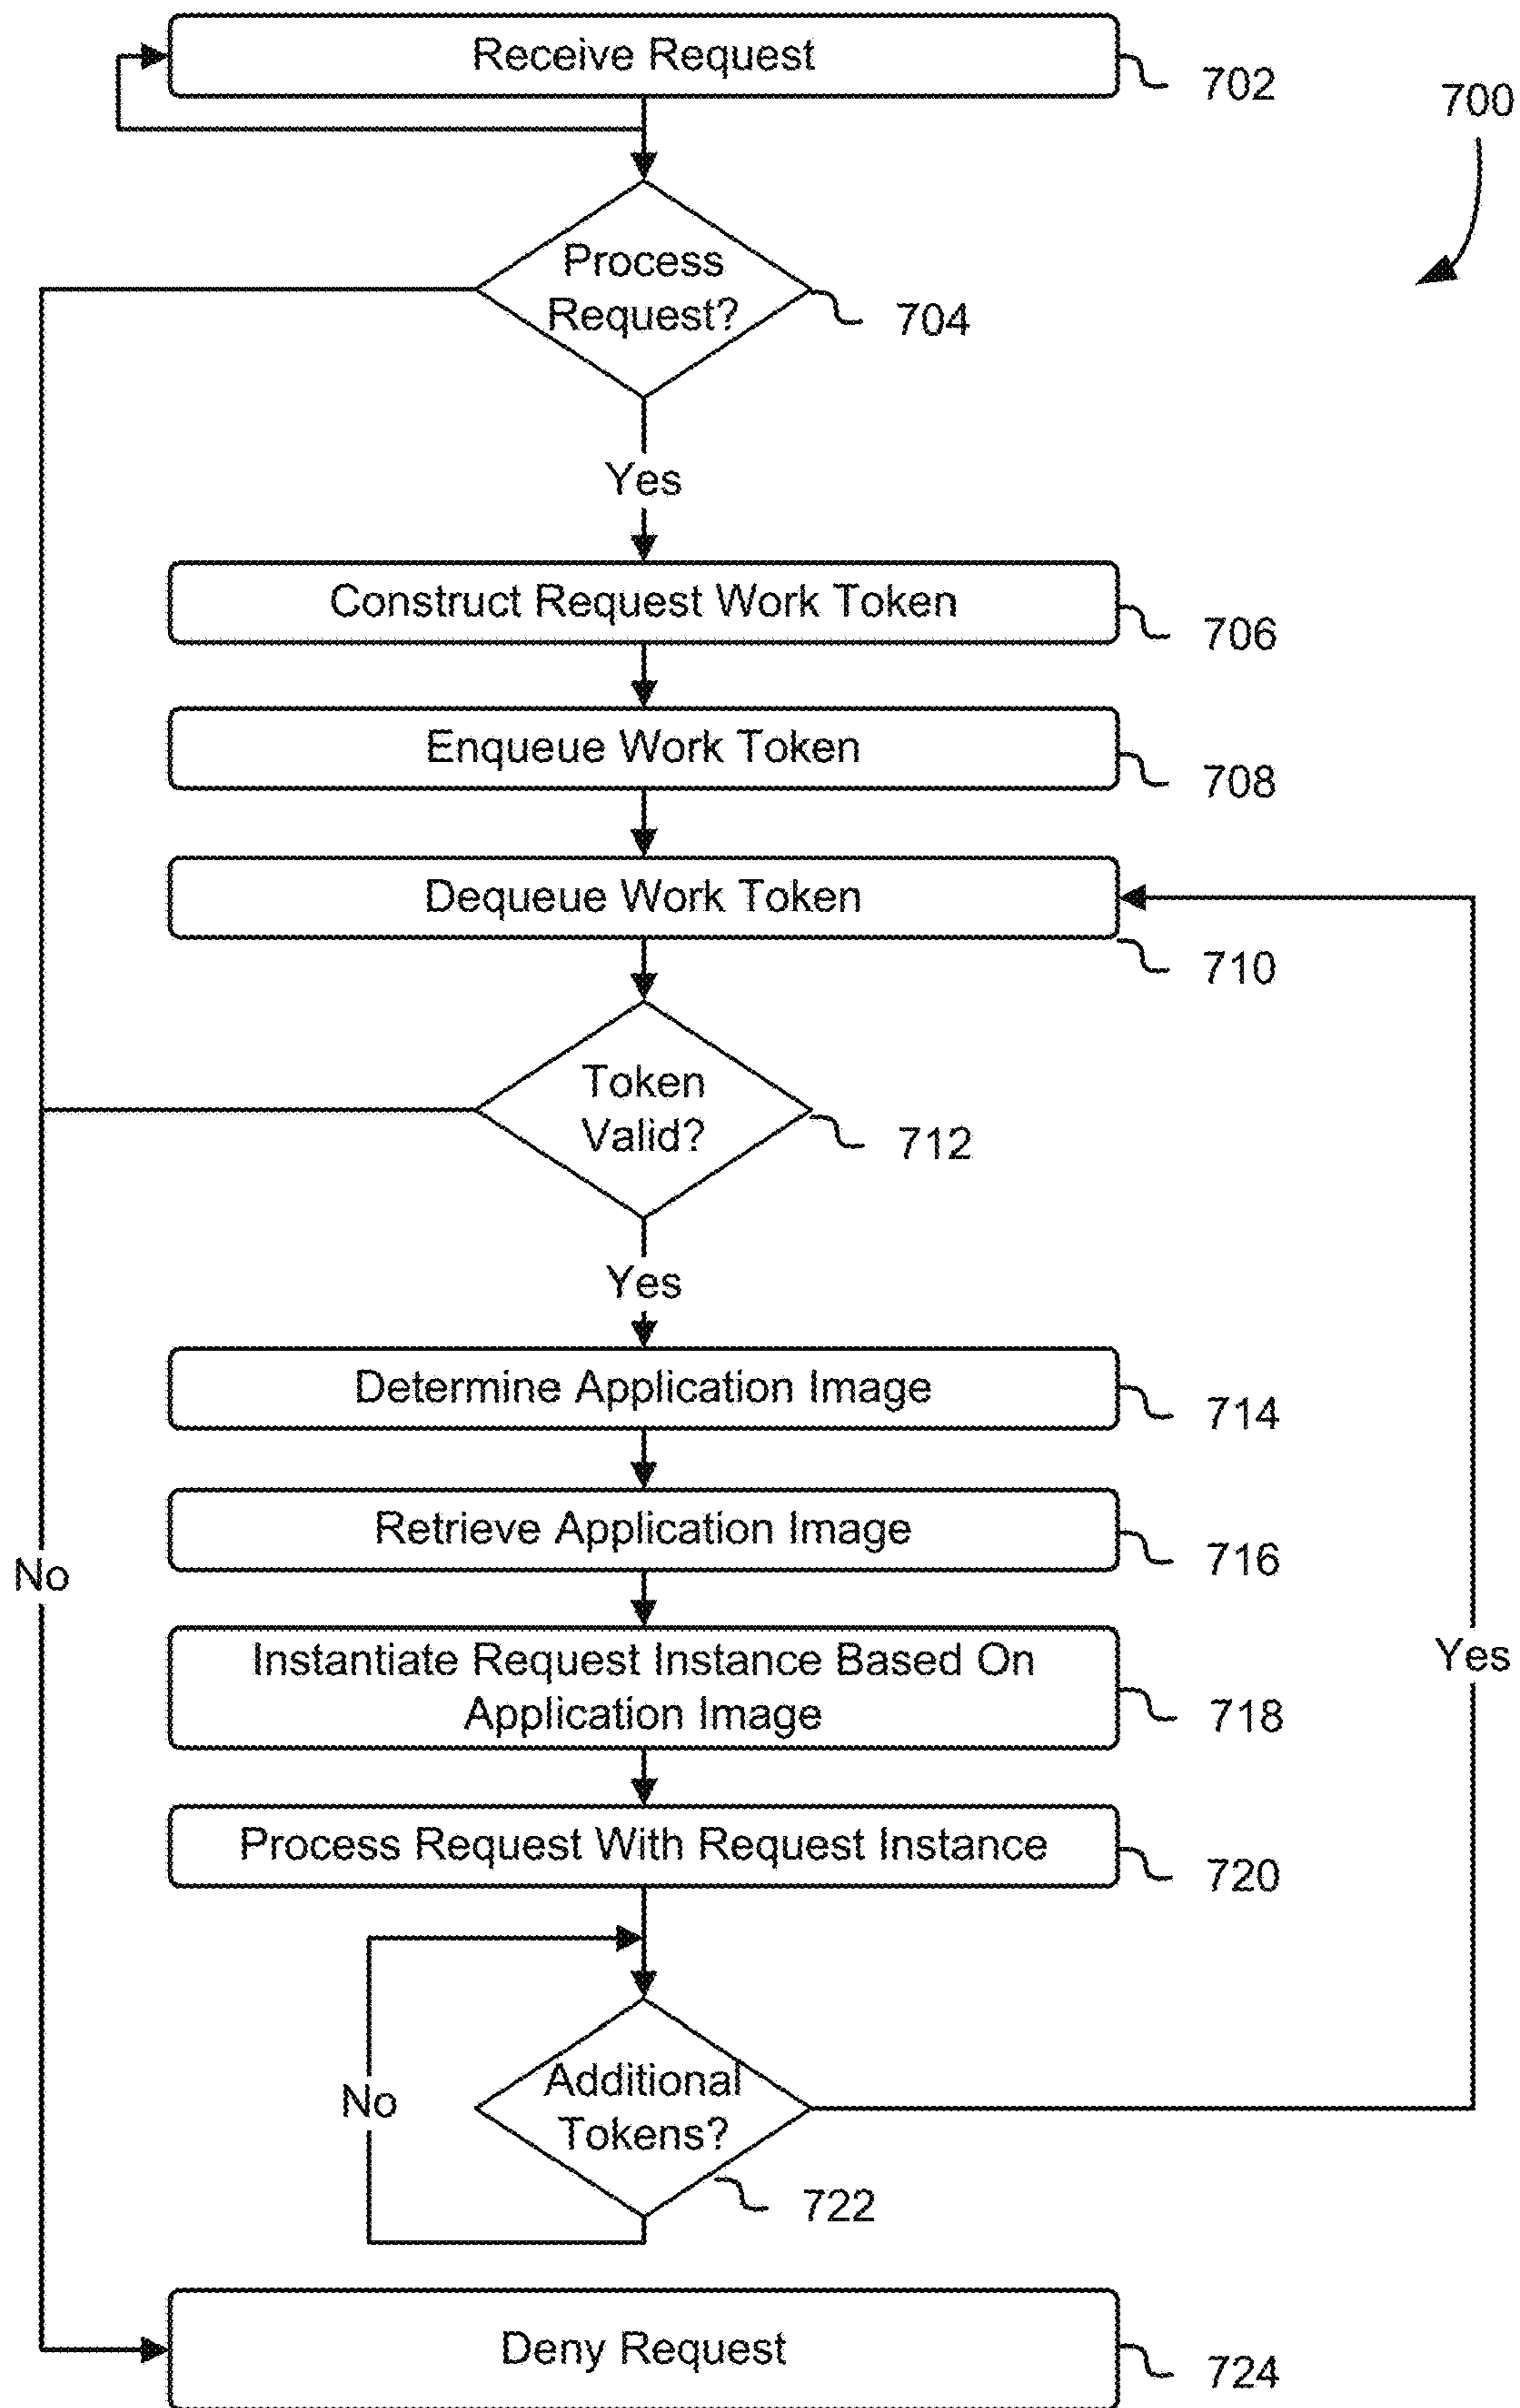 Receive Request
702
700
Process
Request?
704
Yes
Construct Request Work Token
706
Enqueue Work Token
708
Dequeue Work Token
710
Token
Valid?
712
Yes
Determine Application Image
714
Retrieve Application Image
716
No
Instantiate Request Instance Based On
Application Image
718
Yes
Process Request With Request Instance
720
Additional
Tokens?
No
722
Deny Request
724